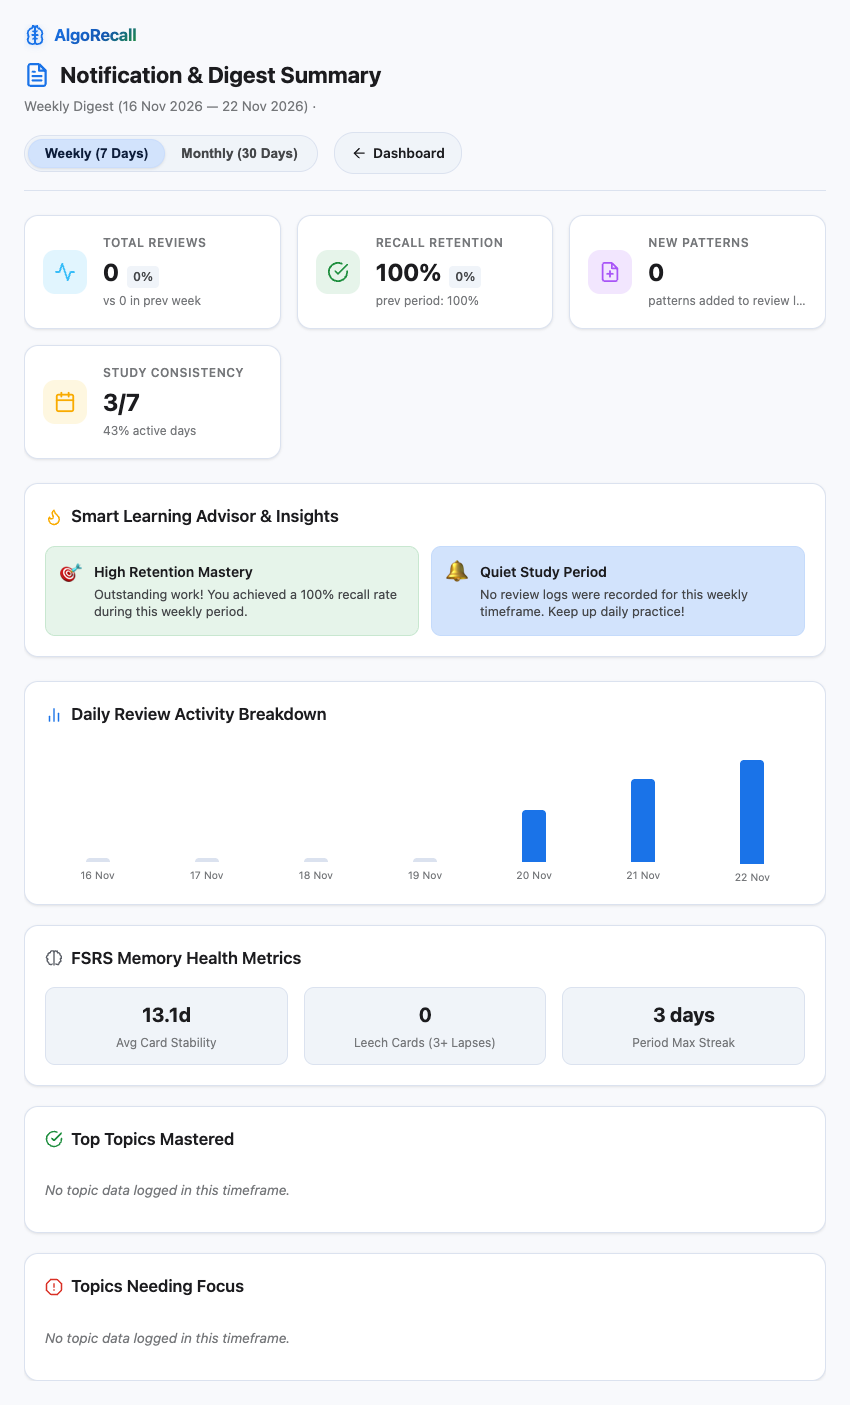 AlgoRecall
Notification & Digest Summary
Weekly Digest (16 Nov 2026 — 22 Nov 2026) ·
Weekly (7 Days)
Monthly (30 Days)
← Dashboard
TOTAL REVIEWS
0 0%
vs 0 in prev week
RECALL RETENTION
100% 0%
prev period: 100%
NEW PATTERNS
0
patterns added to review l...
STUDY CONSISTENCY
3/7
43% active days
Smart Learning Advisor & Insights
High Retention Mastery
Outstanding work! You achieved a 100% recall rate
during this weekly period.
Quiet Study Period
No review logs were recorded for this weekly
timeframe. Keep up daily practice!
Daily Review Activity Breakdown
16 Nov
17 Nov
18 Nov
19 Nov
20 Nov
21 Nov
22 Nov
FSRS Memory Health Metrics
13.1d
Avg Card Stability
0
Leech Cards (3+ Lapses)
3 days
Period Max Streak
Top Topics Mastered
No topic data logged in this timeframe.
Topics Needing Focus
No topic data logged in this timeframe.